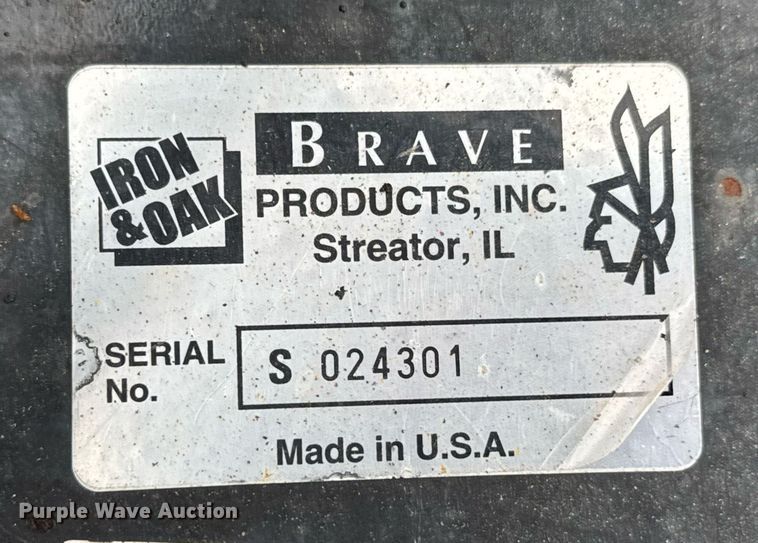 IRON
& OAK
BRAVE
PRODUCTS, INC.
Streator, IL
SERIAL
No.
S 024301
Made in U.S.A.
Purple Wave Auction